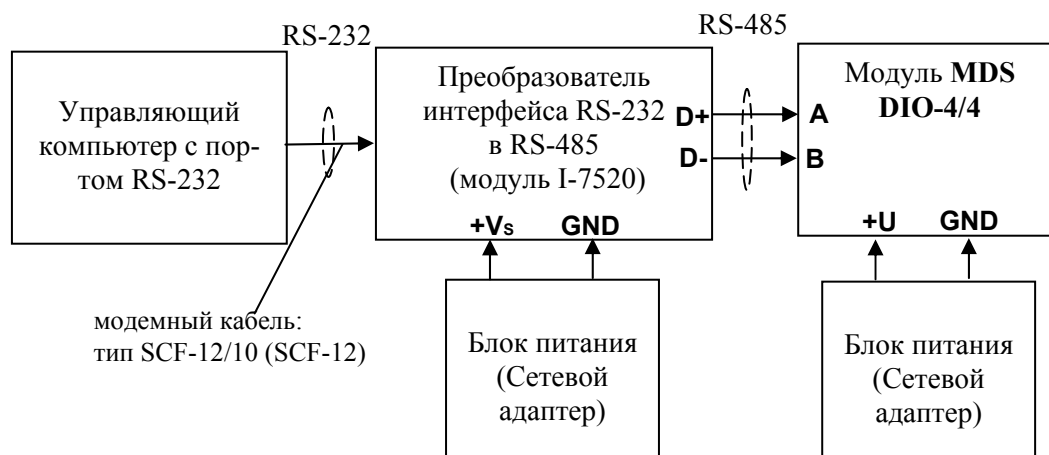 RS-232
RS-485
Управляющий
компьютер с пор-
том RS-232
Преобразователь
интерфейса RS-232
в RS-485
(модуль I-7520)
D+
D-
+Vs
GND
Модуль MDS
DIO-4/4
A
B
+U
GND
модемный кабель:
тип SCF-12/10 (SCF-12)
Блок питания
(Сетевой
адаптер)
Блок питания
(Сетевой
адаптер)